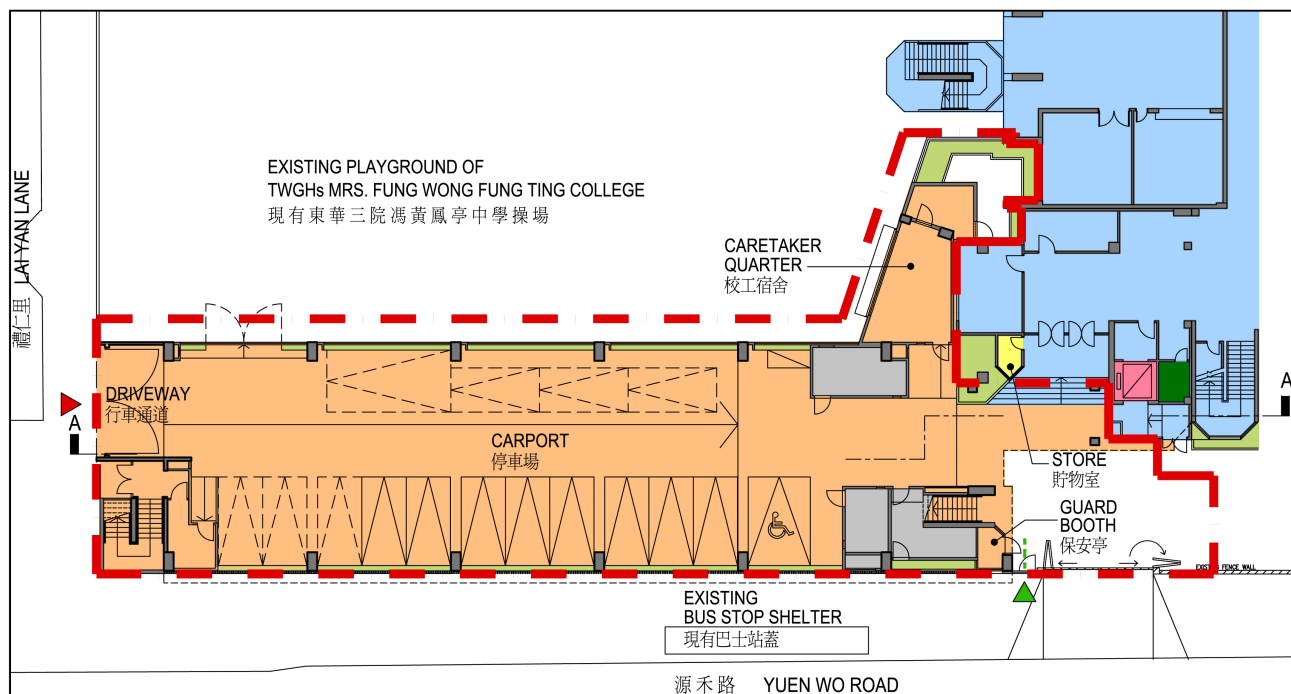 EXISTING PLAYGROUND OF
TWGHs MRS. FUNG WONG FUNG TING COLLEGE
現有東華三院馮黃鳳亭中學操場
禮仁里 LAI YAN LANE
CARETAKER
QUARTER
校工宿舍
DRIVEWAY
行車通道
A
A
CARPORT
停車場
STORE
貯物室
GUARD
BOOTH
保安亭
EXISTING FENCE WALL
EXISTING
BUS STOP SHELTER
現有巴士站蓋
源禾路 YUEN WO ROAD